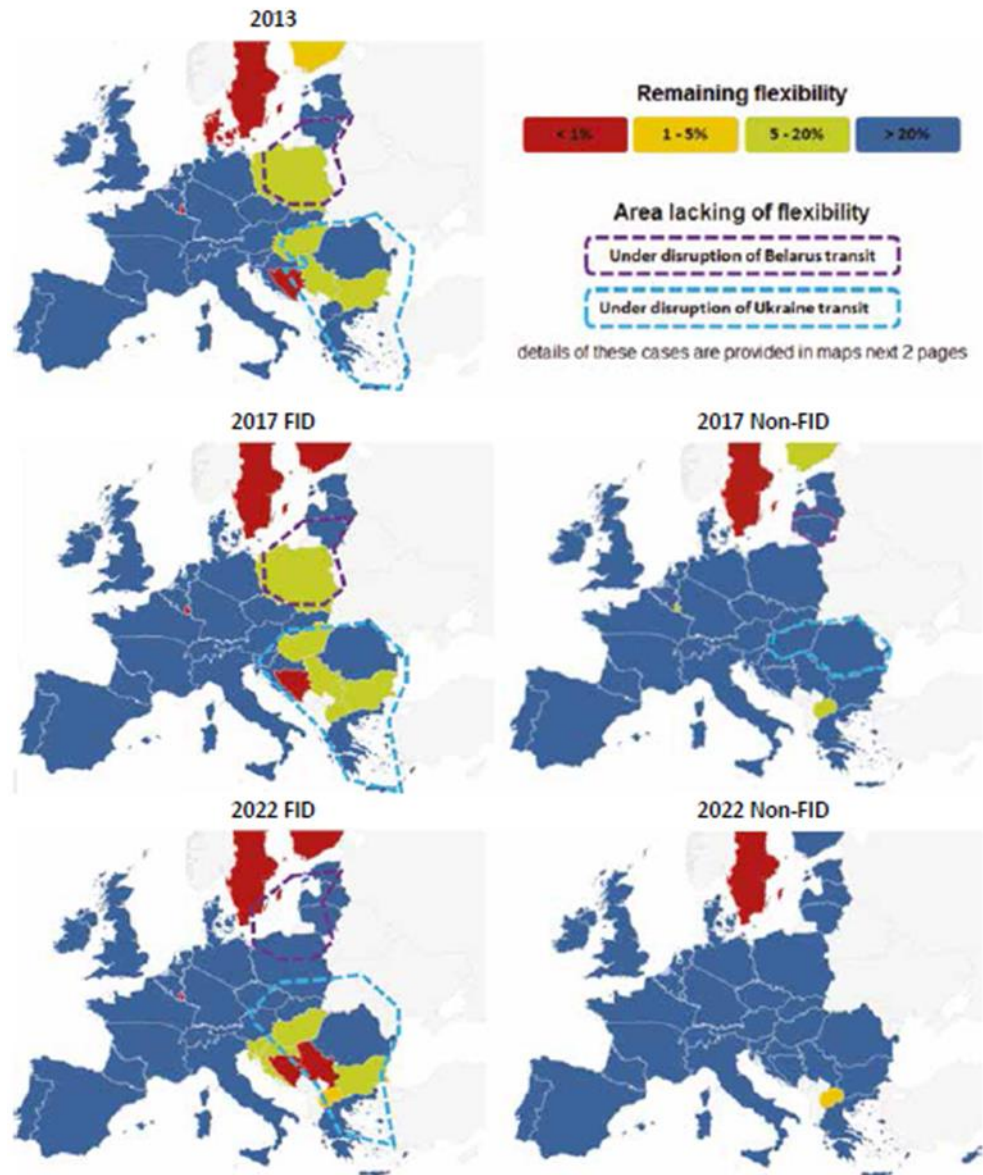 2013
Remaining flexibility
< 1%
1 - 5%
5 - 20%
> 20%
Area lacking of flexibility
Under disruption of Belarus transit
Under disruption of Ukraine transit
details of these cases are provided in maps next 2 pages
2017 FID
2017 Non-FID
2022 FID
2022 Non-FID